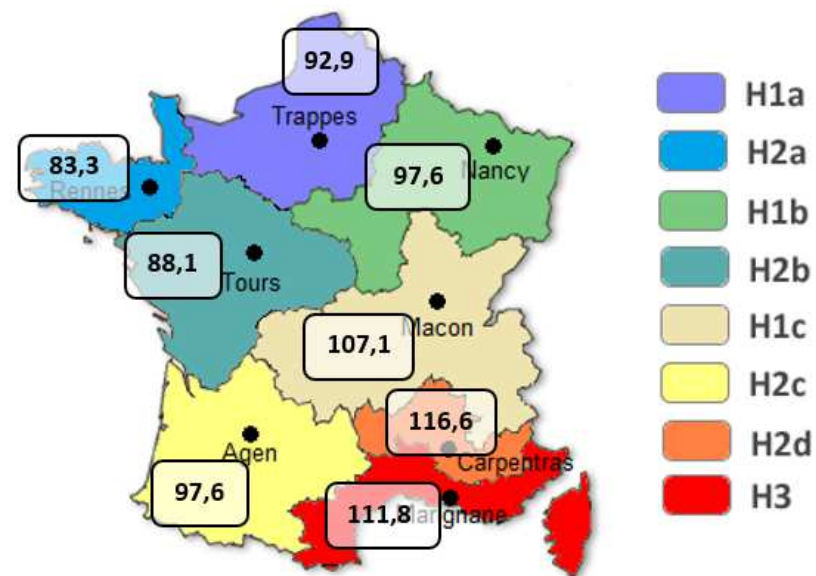 92,9
Trappes
83,3
Rennes
97,6
Nancy
88,1
Tours
Macon
107,1
116,6
Agen
Carpentras
97,6
111,8
Marignane
H1a
H2a
H1b
H2b
H1c
H2c
H2d
H3